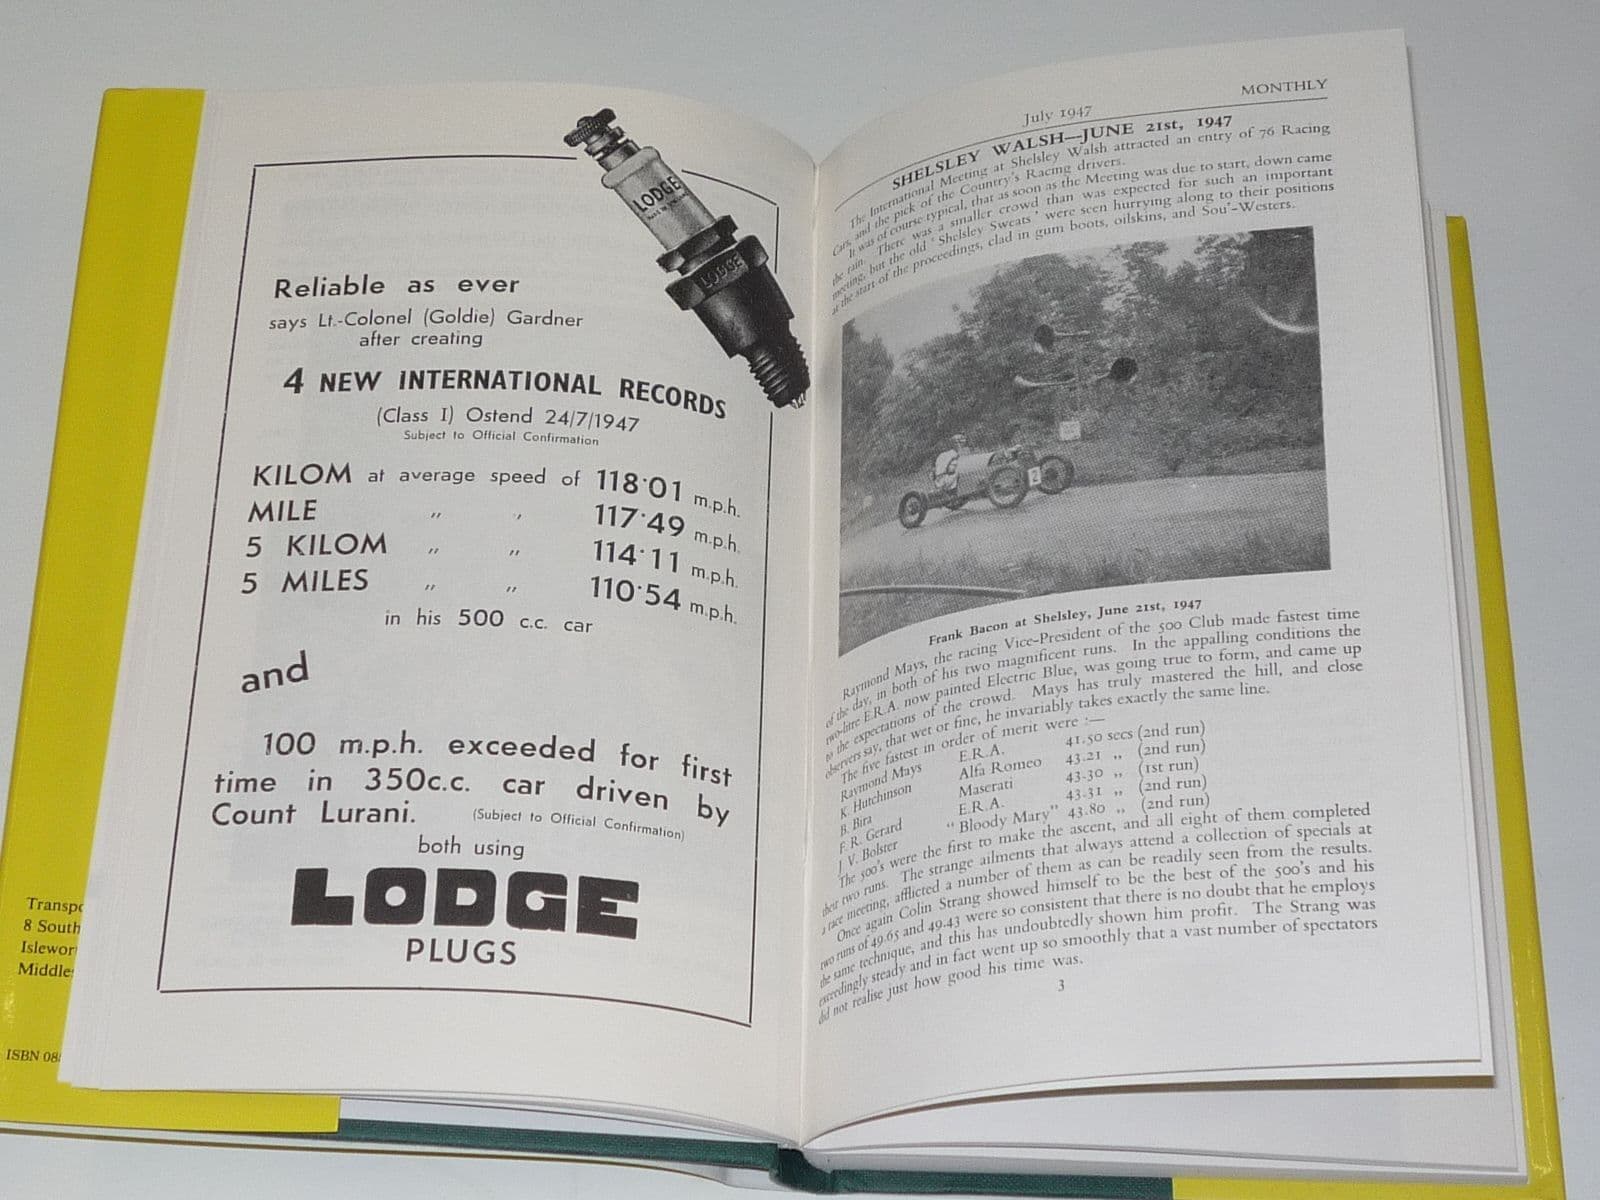 LODGE
LODGE
Reliable as ever
says Lt.-Colonel (Goldie) Gardner
after creating
4 NEW INTERNATIONAL RECORDS
(Class I) Ostend 24/7/1947
Subject to Official Confirmation
KILOM at average speed of 118·01 m.p.h.
MILE " " 117·49 m.p.h.
5 KILOM " " 114·11 m.p.h.
5 MILES " " 110·54 m.p.h.
in his 500 c.c. car
and
100 m.p.h. exceeded for first
time in 350c.c. car driven by
Count Lurani. (Subject to Official Confirmation)
both using
LODGE
PLUGS
Transpo
8 South
Islewor
Middle
ISBN 08
MONTHLY
July 1947
SHELSLEY WALSH—JUNE 21st, 1947
The International Meeting at Shelsley Walsh attracted an entry of 76 Racing
Cars, and the pick of the Country's Racing drivers.
It was of course typical, that as soon as the Meeting was due to start, down came
the rain. There was a smaller crowd than was expected for such an important
meeting, but the old 'Shelsley Sweats' were seen hurrying along to their positions
at the start of the proceedings, clad in gum boots, oilskins, and Sou'-Westers.
2
Frank Bacon at Shelsley, June 21st, 1947
Raymond Mays, the racing Vice-President of the 500 Club made fastest time
of the day, in both of his two magnificent runs. In the appalling conditions the
two-litre E.R.A. now painted Electric Blue, was going true to form, and came up
to the expectations of the crowd. Mays has truly mastered the hill, and close
observers say, that wet or fine, he invariably takes exactly the same line.
The five fastest in order of merit were :—
Raymond Mays E.R.A. 41.50 secs (2nd run)
K. Hutchinson Alfa Romeo 43.21 " (2nd run)
B. Bira Maserati 43.30 " (1st run)
F. R. Gerard E.R.A. 43.31 " (2nd run)
J. V. Bolster "Bloody Mary" 43.80 " (2nd run)
The 500's were the first to make the ascent, and all eight of them completed
their two runs. The strange ailments that always attend a collection of specials at
a race meeting, afflicted a number of them as can be readily seen from the results.
Once again Colin Strang showed himself to be the best of the 500's and his
two runs of 49.65 and 49.43 were so consistent that there is no doubt that he employs
the same technique, and this has undoubtedly shown him profit. The Strang was
exceedingly steady and in fact went up so smoothly that a vast number of spectators
did not realise just how good his time was.
3